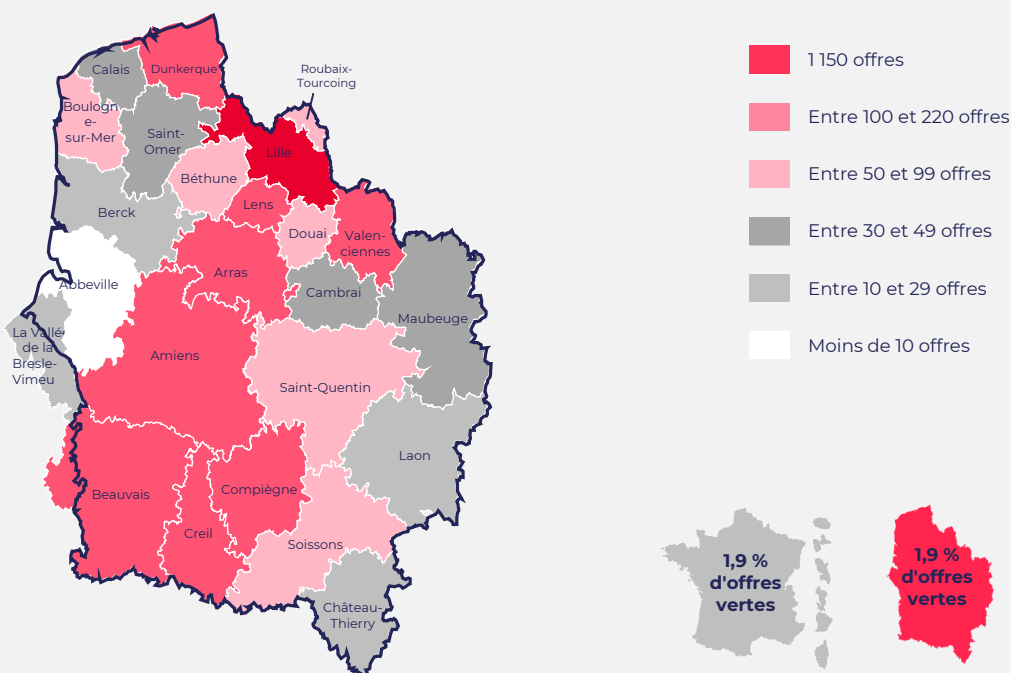 Calais
Dunkerque
Roubaix-
Tourcoing
Boulogn
e-
sur-Mer
Saint-
Omer
Lille
Béthune
Berck
Lens
Douai
Valen-
ciennes
Arras
Abbeville
Cambrai
Maubeuge
La Vallée
de la
Bresle-
Vimeu
Amiens
Saint-Quentin
Laon
Beauvais
Compiègne
Creil
Soissons
Château-
Thierry
1 150 offres
Entre 100 et 220 offres
Entre 50 et 99 offres
Entre 30 et 49 offres
Entre 10 et 29 offres
Moins de 10 offres
1,9 %
d'offres
vertes
1,9 %
d'offres
vertes